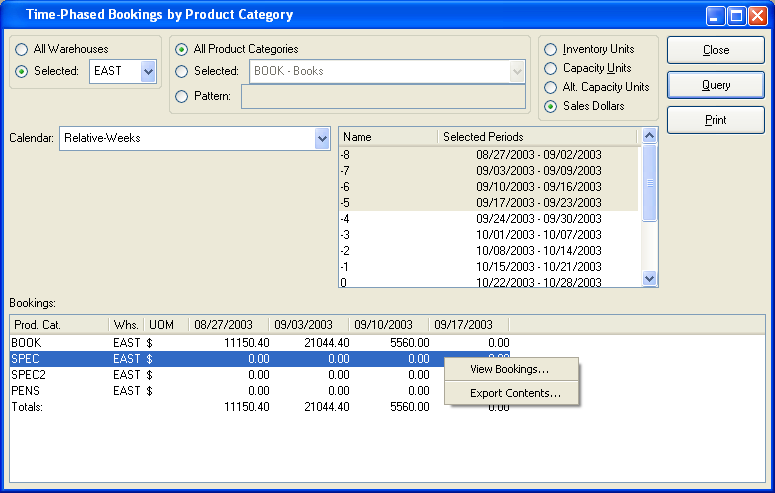 Time-Phased Bookings by Product Category
All Warehouses
Selected: EAST
All Product Categories
Selected: BOOK - Books
Pattern:
Inventory Units
Capacity Units
Alt. Capacity Units
Sales Dollars
Close
Query
Print
Calendar: Relative-Weeks
Name Selected Periods
-8 08/27/2003 - 09/02/2003
-7 09/03/2003 - 09/09/2003
-6 09/10/2003 - 09/16/2003
-5 09/17/2003 - 09/23/2003
-4 09/24/2003 - 09/30/2003
-3 10/01/2003 - 10/07/2003
-2 10/08/2003 - 10/14/2003
-1 10/15/2003 - 10/21/2003
0 10/22/2003 - 10/28/2003
Bookings:
Prod. Cat. Whs. UOM 08/27/2003 09/03/2003 09/10/2003 09/17/2003
BOOK EAST $ 11150.40 21044.40 5560.00 0.00
SPEC EAST $ 0.00 0.00 0.00 0.00
SPEC2 EAST $ 0.00 0.00 0.00
PENS EAST $ 0.00 0.00 0.00
Totals: 11150.40 21044.40 5560.00 0.00
View Bookings...
Export Contents...